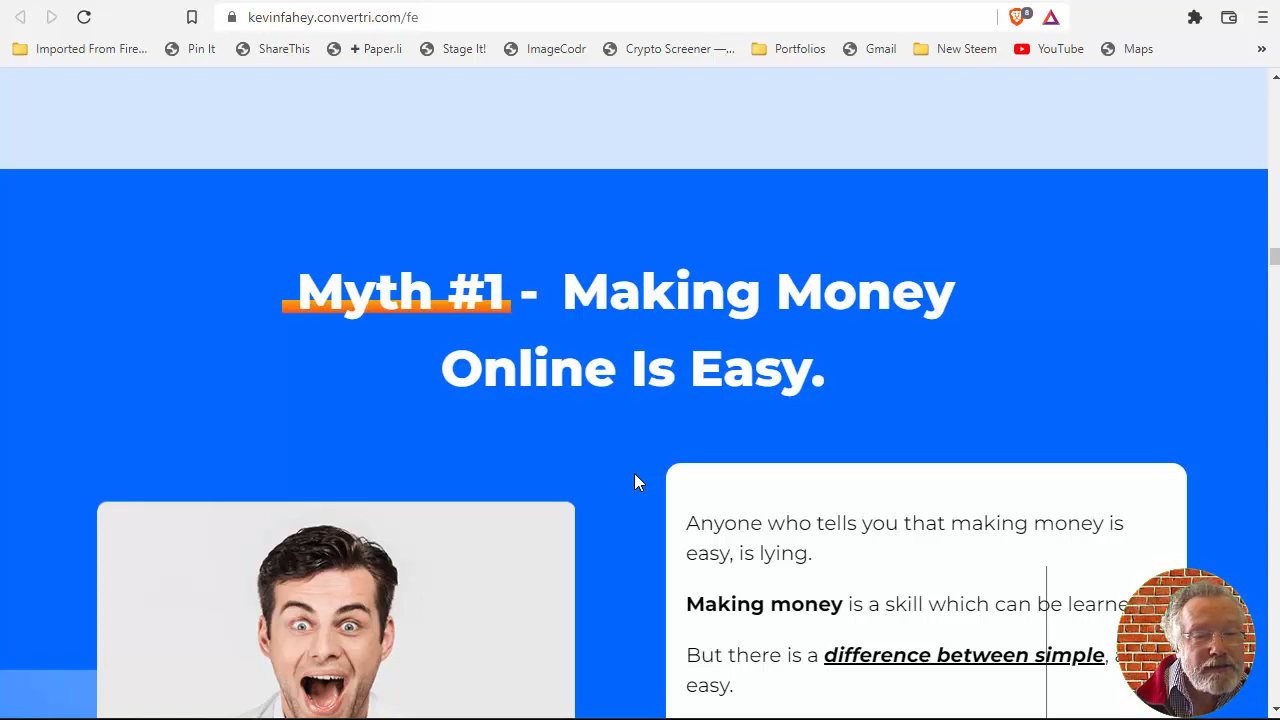 kevinfahey.convertri.com/fe
8
Imported From Fire...
Pin It
ShareThis
+ Paper.li
Stage It!
ImageCodr
Crypto Screener —...
Portfolios
Gmail
New Steem
YouTube
Maps
»
Myth #1 - Making Money
Online Is Easy.
Anyone who tells you that making money is
easy, is lying.
Making money is a skill which can be learne
But there is a difference between simple,
easy.